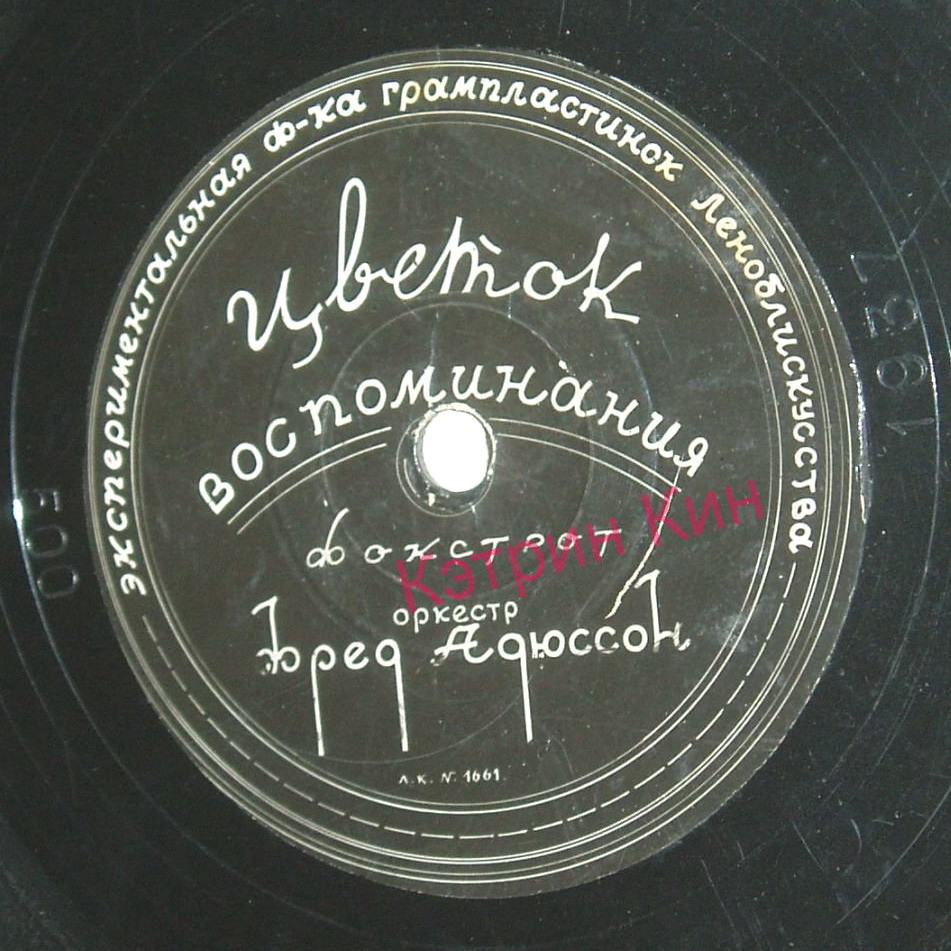 экспериментальная ф-ка грампластинок леноблискусства
цветок
воспоминания
фокстрот
оркестр
Фред Адюссон
Л.К. № 1661.
Кэтрин Кин
1937
500